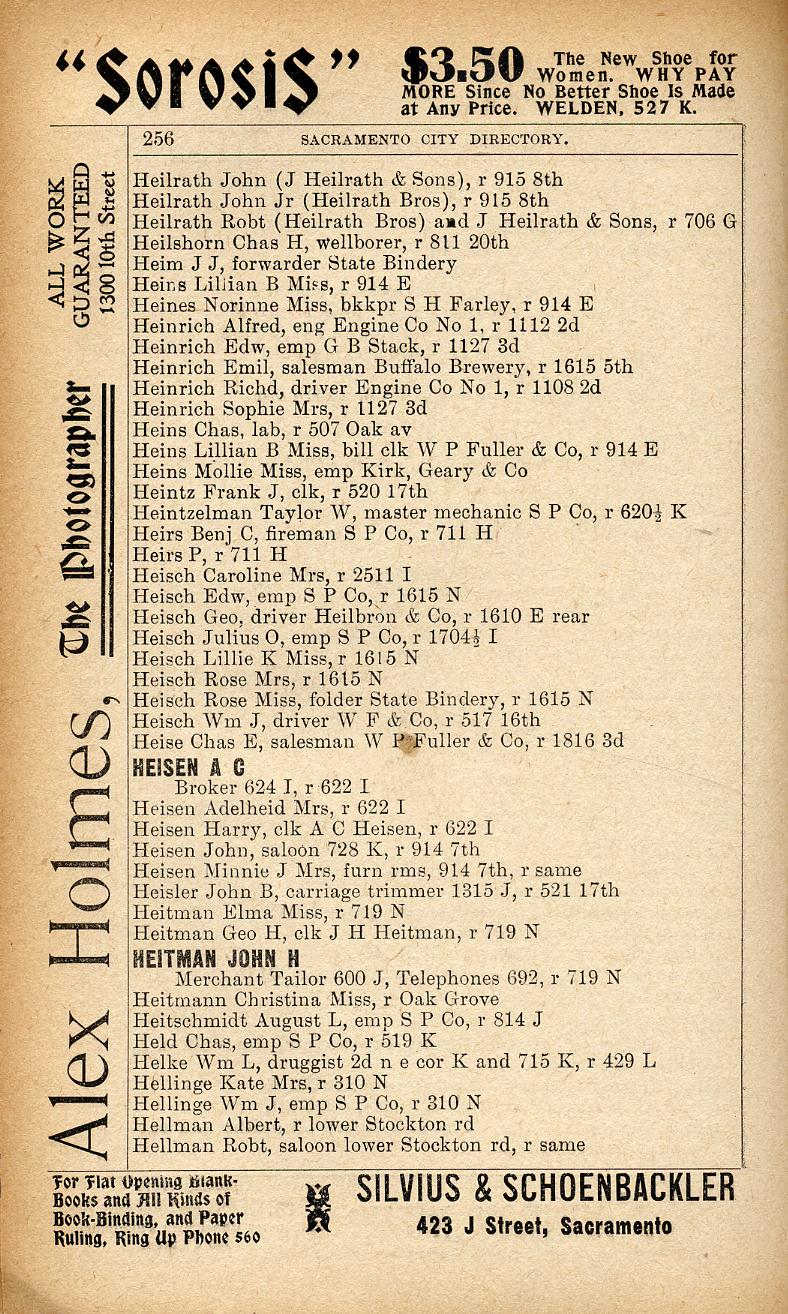 "Sorosis"
$3.50 The New Shoe for
Women. WHY PAY
MORE Since No Better Shoe Is Made
at Any Price. WELDEN, 527 K.
256 SACRAMENTO CITY DIRECTORY.
Heilrath John (J Heilrath & Sons), r 915 8th
Heilrath John Jr (Heilrath Bros), r 915 8th
Heilrath Robt (Heilrath Bros) and J Heilrath & Sons, r 706 G
Heilshorn Chas H, wellborer, r 811 20th
Heim J J, forwarder State Bindery
Heins Lillian B Miss, r 914 E
Heines Norinne Miss, bkkpr S H Farley, r 914 E
Heinrich Alfred, eng Engine Co No 1, r 1112 2d
Heinrich Edw, emp G B Stack, r 1127 3d
Heinrich Emil, salesman Buffalo Brewery, r 1615 5th
Heinrich Richd, driver Engine Co No 1, r 1108 2d
Heinrich Sophie Mrs, r 1127 3d
Heins Chas, lab, r 507 Oak av
Heins Lillian B Miss, bill clk W P Fuller & Co, r 914 E
Heins Mollie Miss, emp Kirk, Geary & Co
Heintz Frank J, clk, r 520 17th
Heintzelman Taylor W, master mechanic S P Co, r 620½ K
Heirs Benj C, fireman S P Co, r 711 H
Heirs P, r 711 H
Heisch Caroline Mrs, r 2511 I
Heisch Edw, emp S P Co, r 1615 N
Heisch Geo, driver Heilbron & Co, r 1610 E rear
Heisch Julius O, emp S P Co, r 1704½ I
Heisch Lillie K Miss, r 1615 N
Heisch Rose Mrs, r 1615 N
Heisch Rose Miss, folder State Bindery, r 1615 N
Heisch Wm J, driver W F & Co, r 517 16th
Heise Chas E, salesman W P Fuller & Co, r 1816 3d
HEISEN A C
Broker 624 I, r 622 I
Heisen Adelheid Mrs, r 622 I
Heisen Harry, clk A C Heisen, r 622 I
Heisen John, saloon 728 K, r 914 7th
Heisen Minnie J Mrs, furn rms, 914 7th, r same
Heisler John B, carriage trimmer 1315 J, r 521 17th
Heitman Elma Miss, r 719 N
Heitman Geo H, clk J H Heitman, r 719 N
HEITMAN JOHN H
Merchant Tailor 600 J, Telephones 692, r 719 N
Heitmann Christina Miss, r Oak Grove
Heitschmidt August L, emp S P Co, r 814 J
Held Chas, emp S P Co, r 519 K
Helke Wm L, druggist 2d n e cor K and 715 K, r 429 L
Hellinge Kate Mrs, r 310 N
Hellinge Wm J, emp S P Co, r 310 N
Hellman Albert, r lower Stockton rd
Hellman Robt, saloon lower Stockton rd, r same
Alex Holmes, The Photographer
ALL WORK
GUARANTEED
1300 10th Street
For Flat Opening Blank-
Books and All Kinds of
Book-Binding, and Paper
Ruling, Ring Up Phone 560
SILVIUS & SCHOENBACKLER
423 J Street, Sacramento